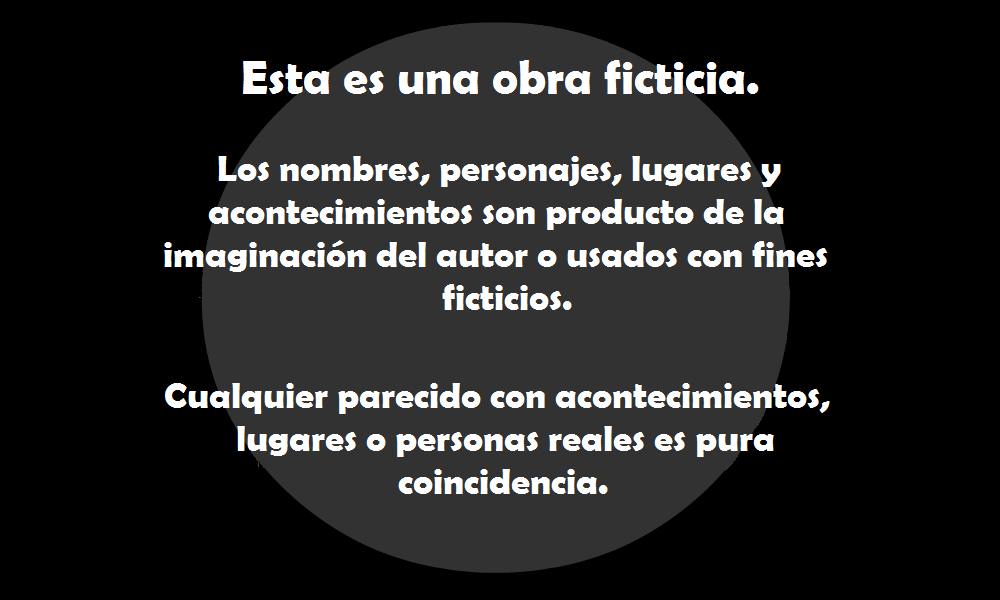 Esta es una obra ficticia.
Los nombres, personajes, lugares y
acontecimientos son producto de la
imaginación del autor o usados con fines
ficticios.
Cualquier parecido con acontecimientos,
lugares o personas reales es pura
coincidencia.